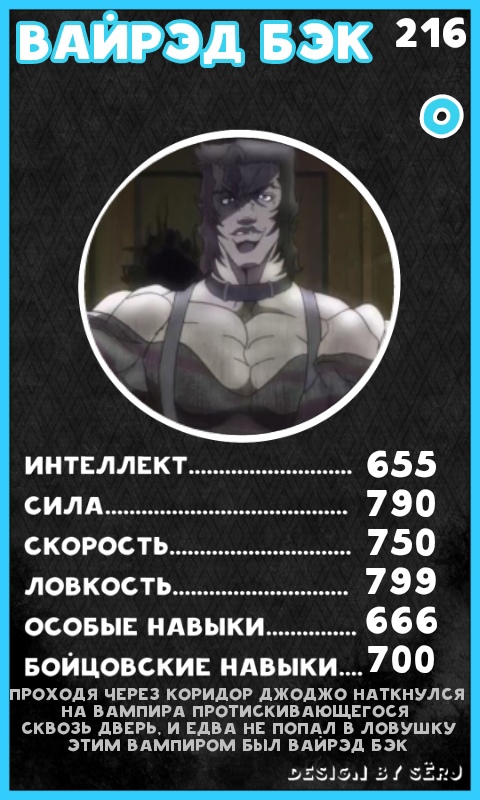 ВАЙРЭД БЭК 216
О
ИНТЕЛЛЕКТ.............................. 655
СИЛА............................................. 790
СКОРОСТЬ.................................. 750
ЛОВКОСТЬ................................. 799
ОСОБЫЕ НАВЫКИ................. 666
БОЙЦОВСКИЕ НАВЫКИ.... 700
ПРОХОДЯ ЧЕРЕЗ КОРИДОР ДЖОДЖО НАТКНУЛСЯ
НА ВАМПИРА ПРОТИСКИВАЮЩЕГОСЯ
СКВОЗЬ ДВЕРЬ, И ЕДВА НЕ ПОПАЛ В ЛОВУШКУ
ЭТИМ ВАМПИРОМ БЫЛ ВАЙРЭД БЭК
DESIGN BY SËRJ